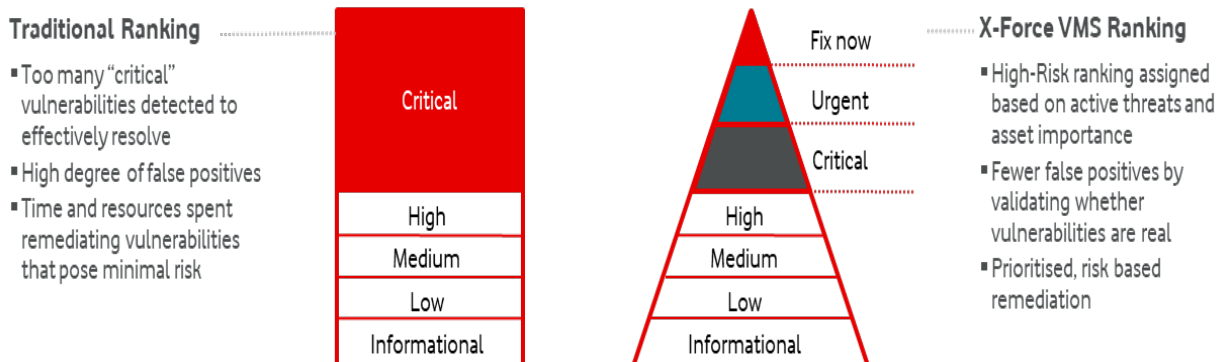 Traditional Ranking
▪ Too many “critical”
vulnerabilities detected to
effectively resolve
▪ High degree of false positives
▪ Time and resources spent
remediating vulnerabilities
that pose minimal risk
Critical
High
Medium
Low
Informational
Fix now
Urgent
Critical
High
Medium
Low
Informational
X-Force VMS Ranking
▪ High-Risk ranking assigned
based on active threats and
asset importance
▪ Fewer false positives by
validating whether
vulnerabilities are real
▪ Prioritised, risk based
remediation